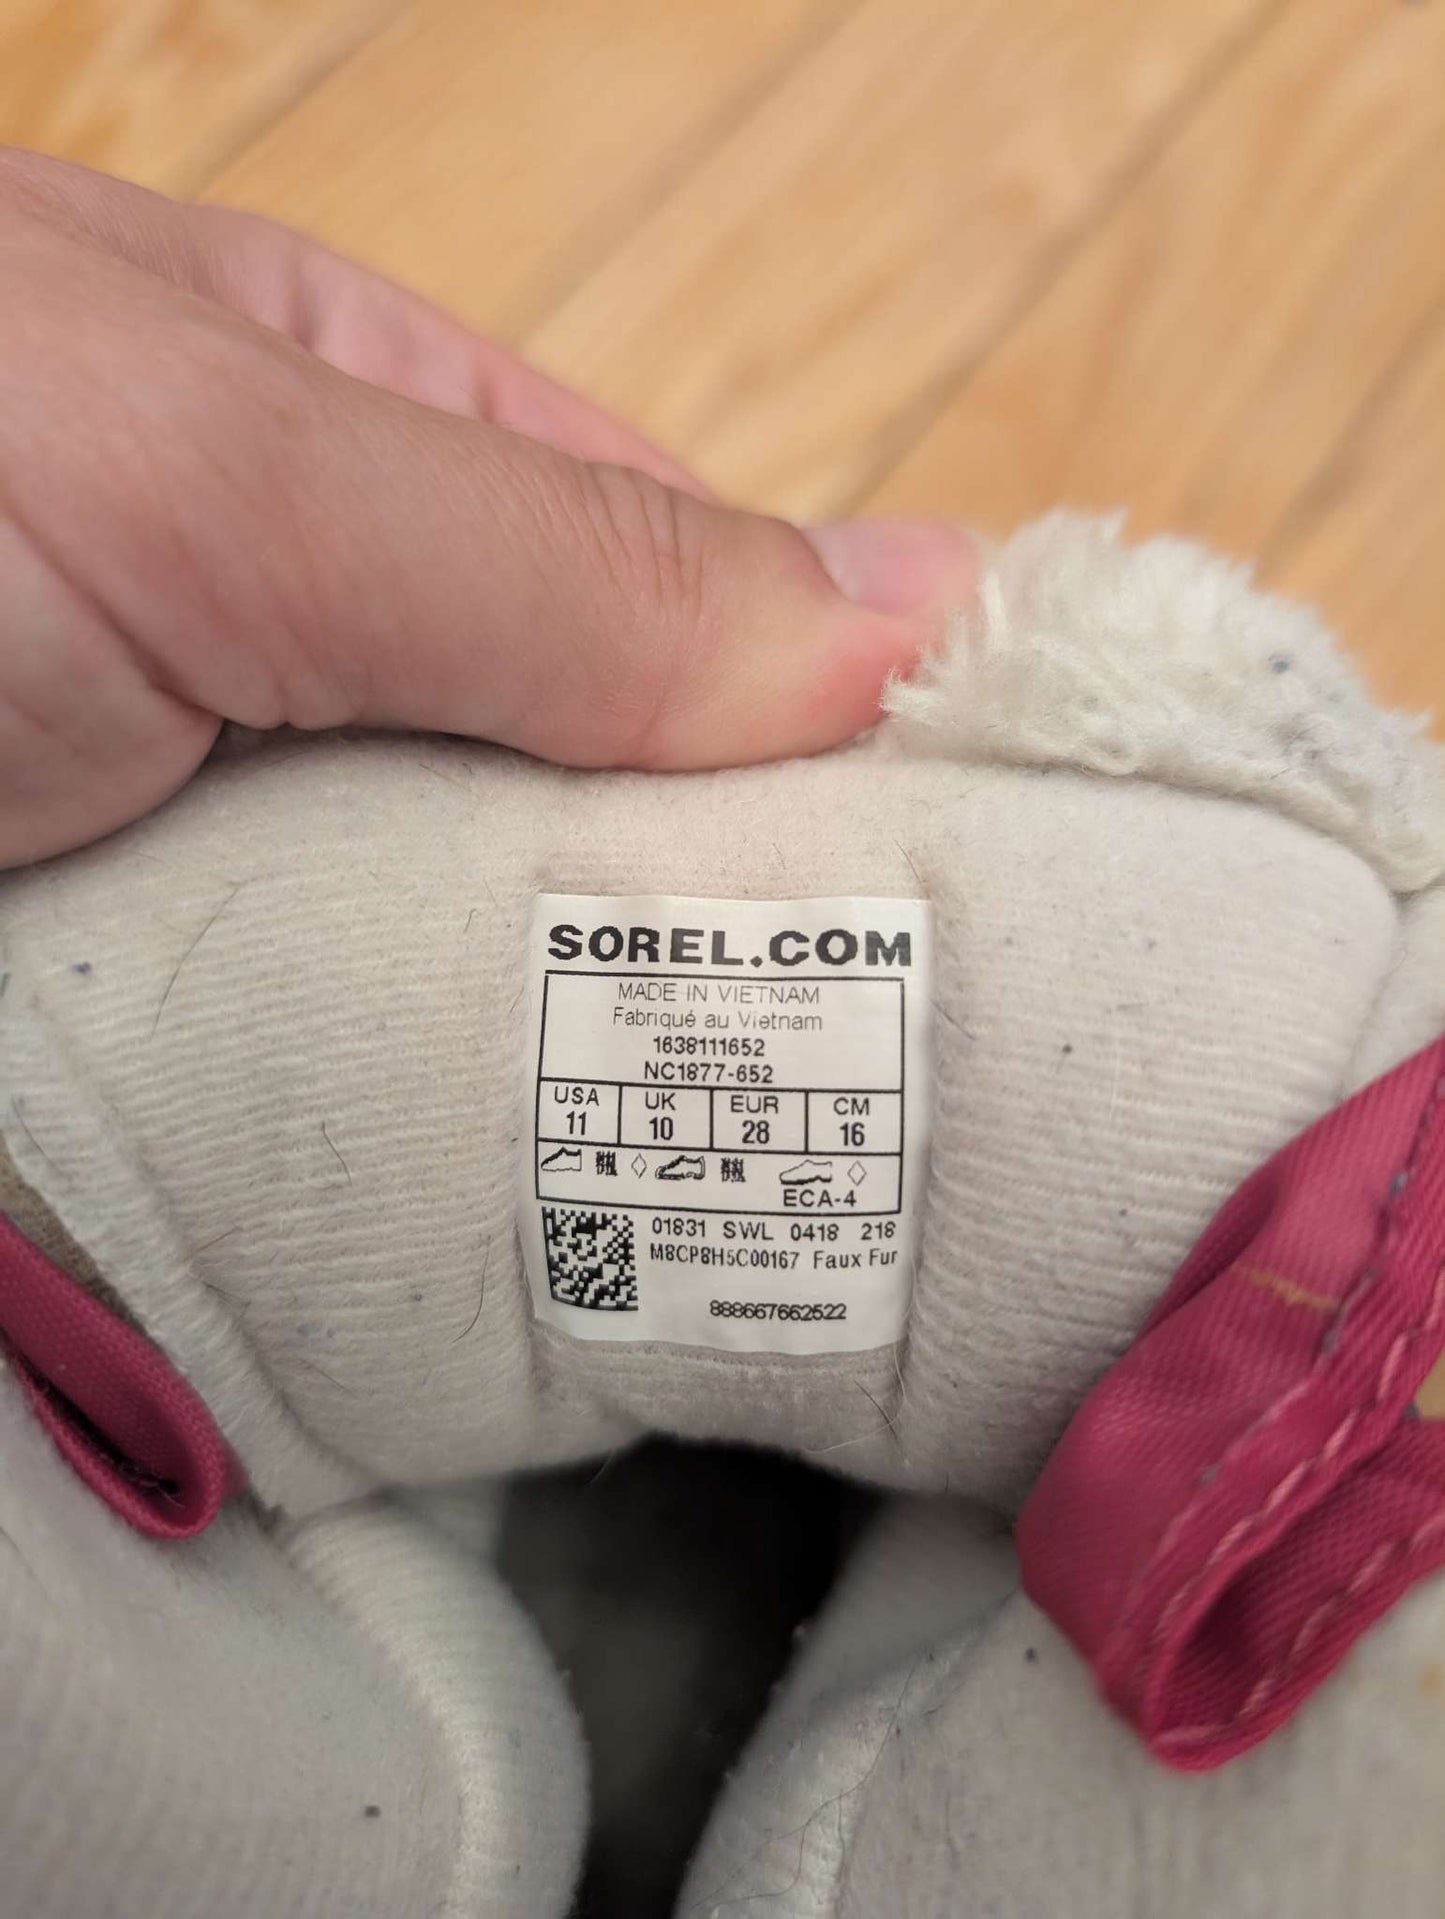 SOREL.COM
MADE IN VIETNAM
Fabriqué au Vietnam
1638111652
NC1877-652
USA UK EUR CM
11 10 28 16
ECA-4
01831 SWL 0418 218
M8CP8H5C00167 Faux Fur
888667662522